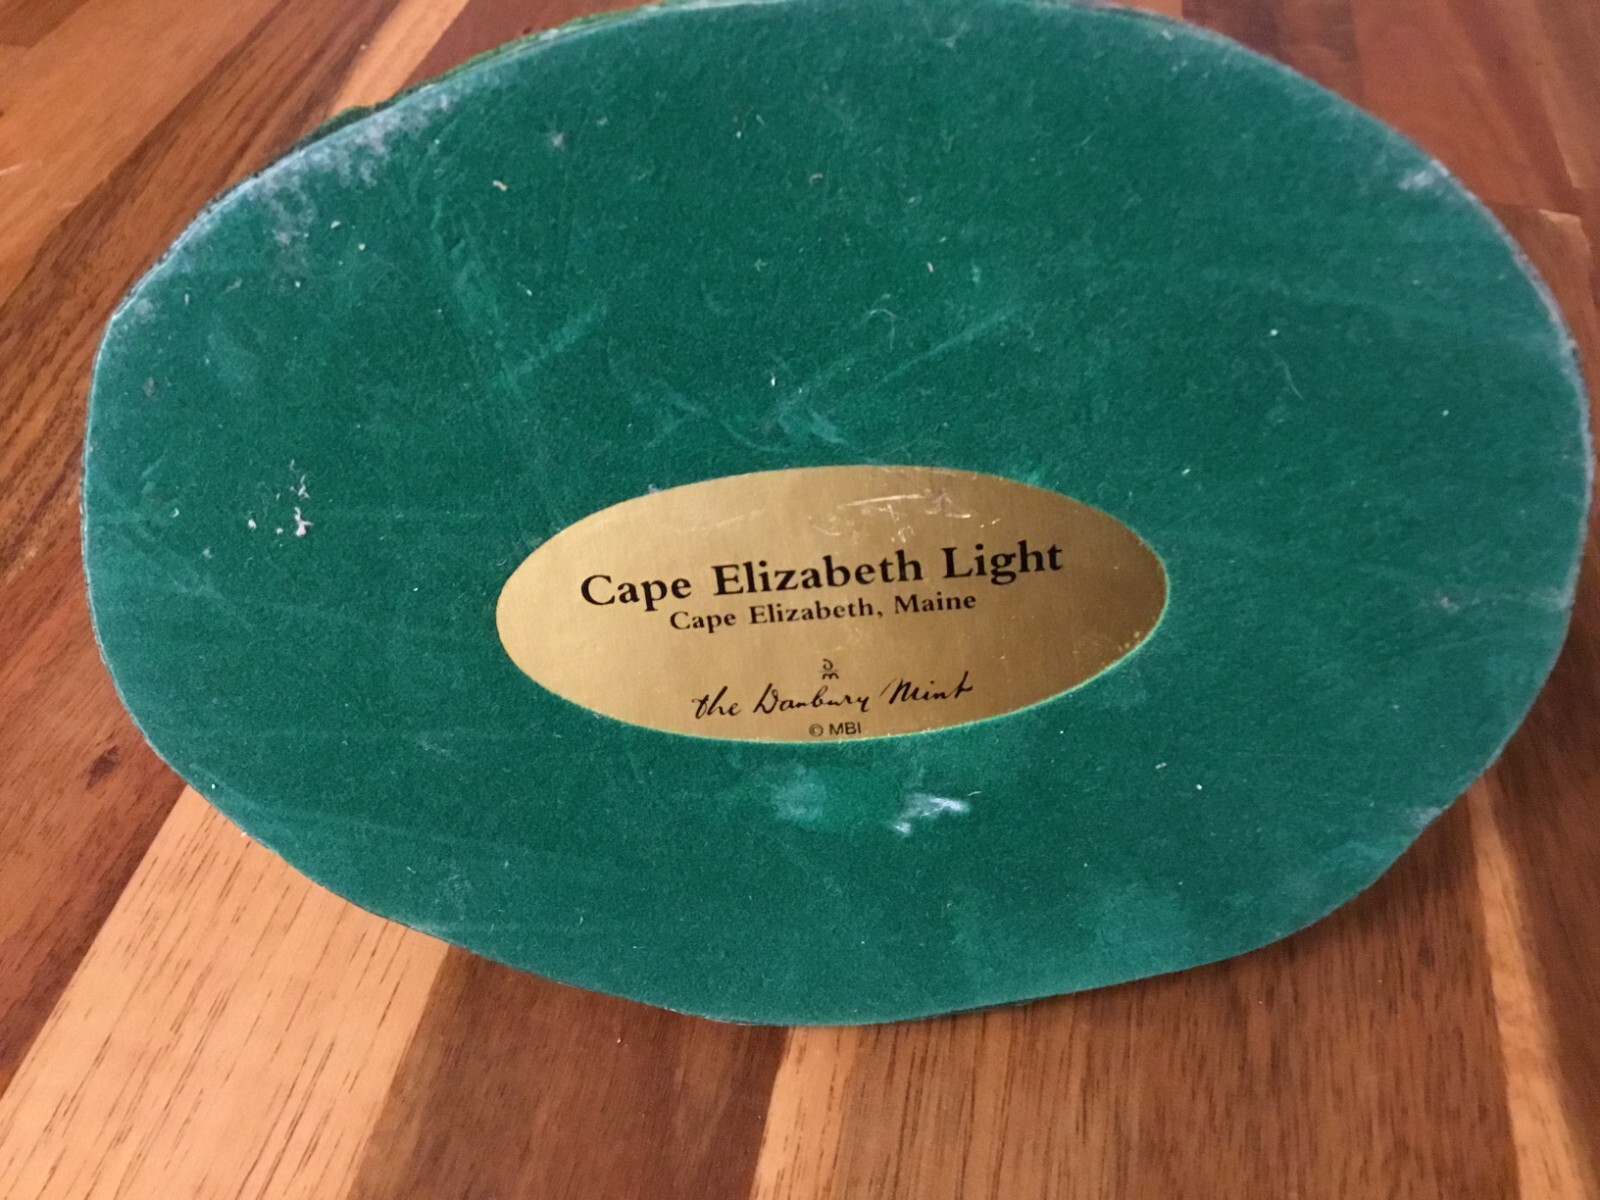 Cape Elizabeth Light
Cape Elizabeth, Maine
the Danbury Mint
© MBI